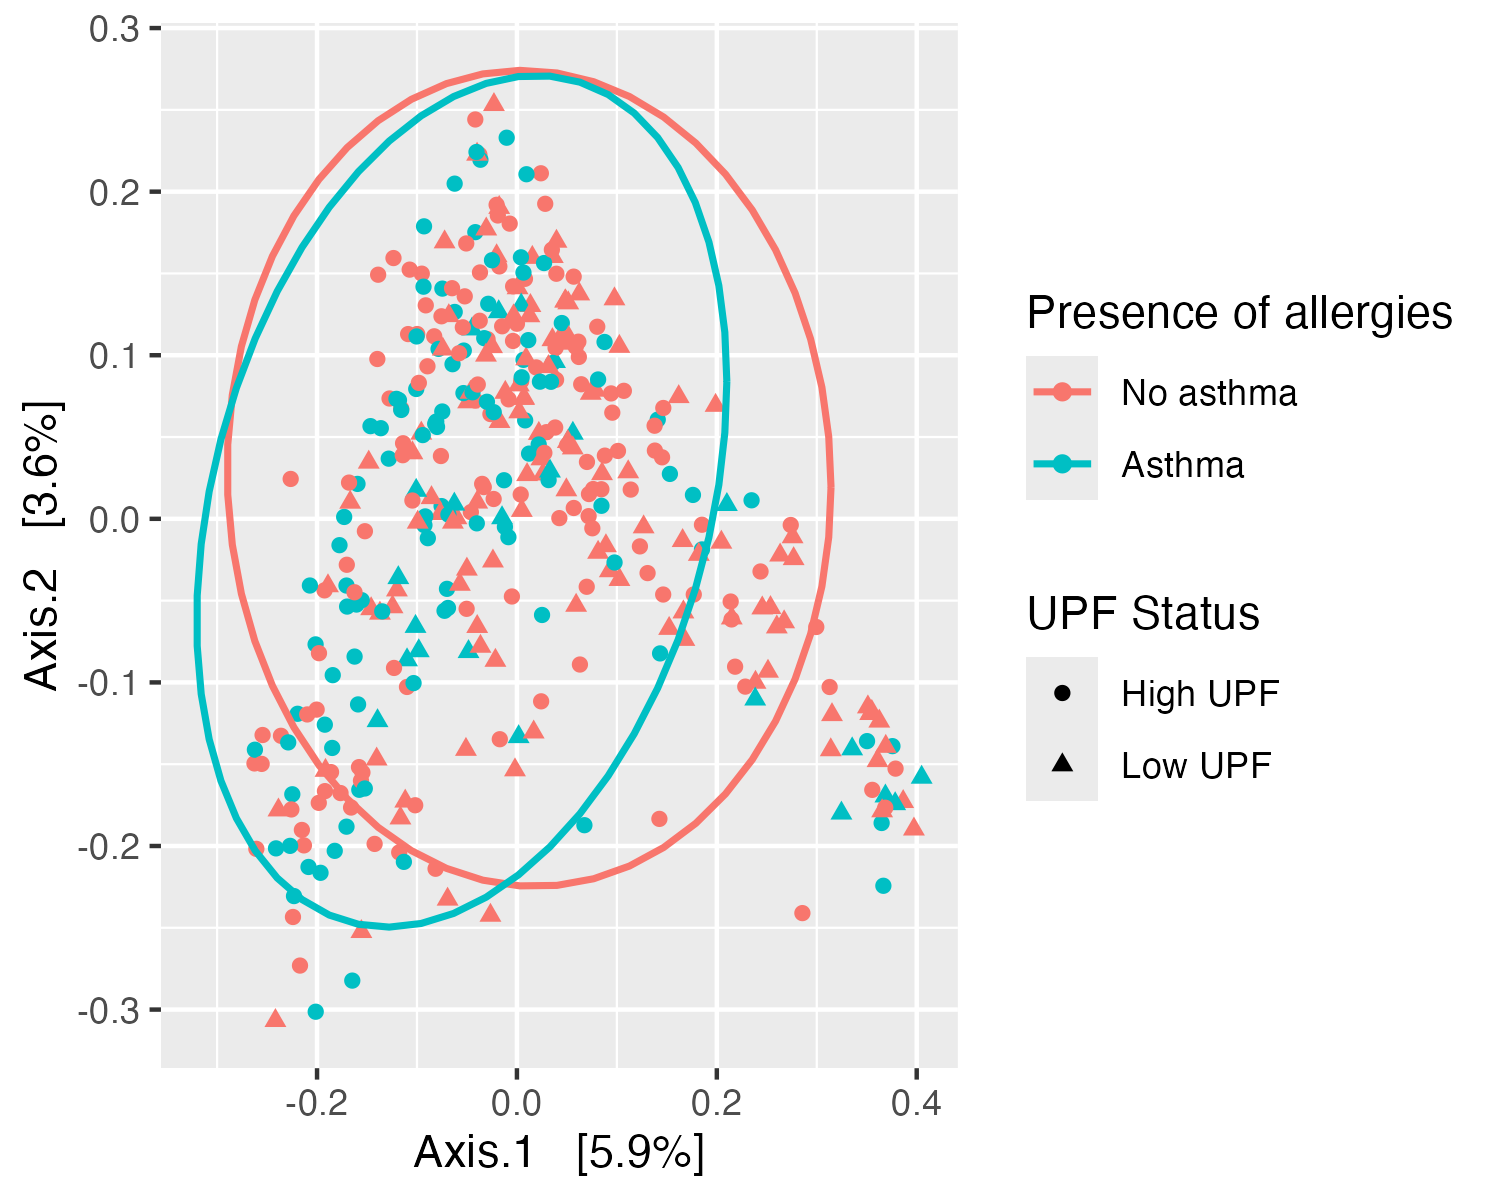 0.3
0.2
0.1
0.0
-0.1
-0.2
-0.3
Axis.2 [3.6%]
-0.2
0.0
0.2
0.4
Axis.1 [5.9%]
Presence of allergies
No asthma
Asthma
UPF Status
High UPF
Low UPF